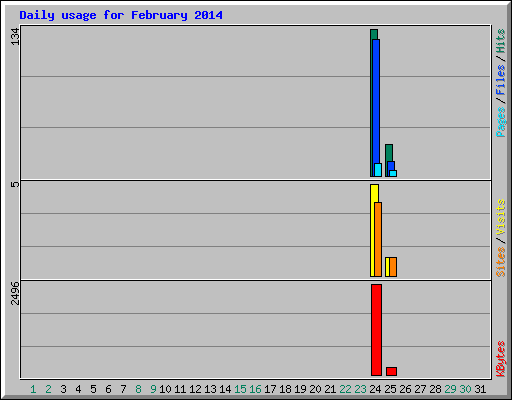 Daily usage for February 2014
134
5
2496
Pages / Files / Hits
Sites / Visits
KBytes
1 2 3 4 5 6 7 8 9 10 11 12 13 14 15 16 17 18 19 20 21 22 23 24 25 26 27 28 29 30 31